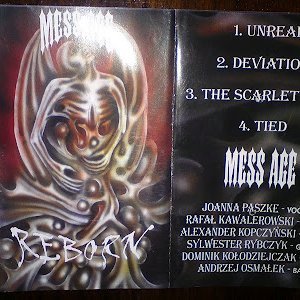 MESS AGE
REBORN
1. UNREA
2. DEVIATIO
3. THE SCARLET
4. TIED
MESS AGE
JOANNA PASZKE - VOC
RAFAŁ KAWALEROWSKI -
ALEXANDER KOPCZYŃSKI -
SYLWESTER RYBCZYK - G
DOMINIK KOŁODZIEJCZAK
ANDRZEJ OSMAŁEK - BA